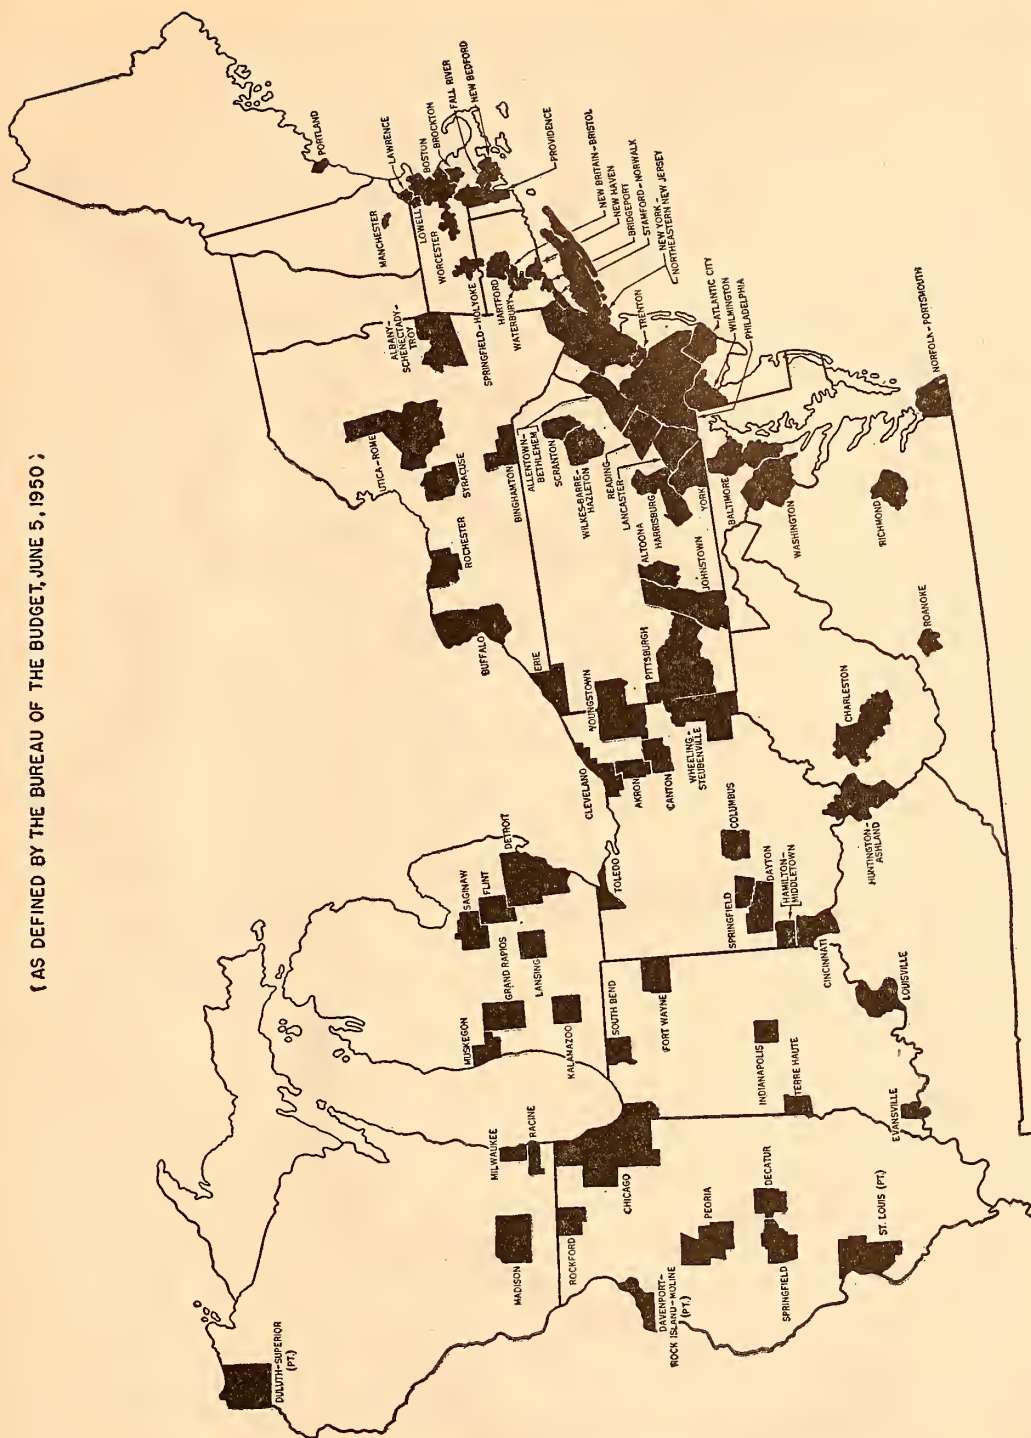 (AS DEFINED BY THE BUREAU OF THE BUDGET, JUNE 5, 1950)
DULUTH-SUPERIOR
(PT.)
MADISON
MILWAUKEE
RACINE
ROCKFORD
CHICAGO
DAVENPORT-
ROCK ISLAND-MOLINE
(PT.)
PEORIA
SPRINGFIELD
DECATUR
ST. LOUIS (PT.)
MUSKEGON
GRAND RAPIDS
SAGINAW
FLINT
LANSING
KALAMAZOO
DETROIT
SOUTH BEND
FORT WAYNE
INDIANAPOLIS
TERRE HAUTE
EVANSVILLE
LOUISVILLE
TOLEDO
CLEVELAND
AKRON
CANTON
YOUNGSTOWN
WHEELING-
STEUBENVILLE
COLUMBUS
SPRINGFIELD
DAYTON
HAMILTON-
MIDDLETOWN
CINCINNATI
HUNTINGTON-
ASHLAND
CHARLESTON
ERIE
PITTSBURGH
JOHNSTOWN
ALTOONA
HARRISBURG
YORK
LANCASTER
READING
WILKES-BARRE-
HAZLETON
SCRANTON
ALLENTOWN-
BETHLEHEM
BUFFALO
ROCHESTER
SYRACUSE
UTICA-ROME
BINGHAMTON
ALBANY-
SCHENECTADY-
TROY
BALTIMORE
WASHINGTON
RICHMOND
ROANOKE
NORFOLK-PORTSMOUTH
PORTLAND
MANCHESTER
LAWRENCE
LOWELL
BOSTON
BROCKTON
FALL RIVER
NEW BEDFORD
WORCESTER
PROVIDENCE
SPRINGFIELD-HOLYOKE
HARTFORD
WATERBURY
NEW BRITAIN-BRISTOL
NEW HAVEN
BRIDGEPORT
STAMFORD-NORWALK
NEW YORK-
NORTHEASTERN NEW JERSEY
TRENTON
ATLANTIC CITY
WILMINGTON
PHILADELPHIA